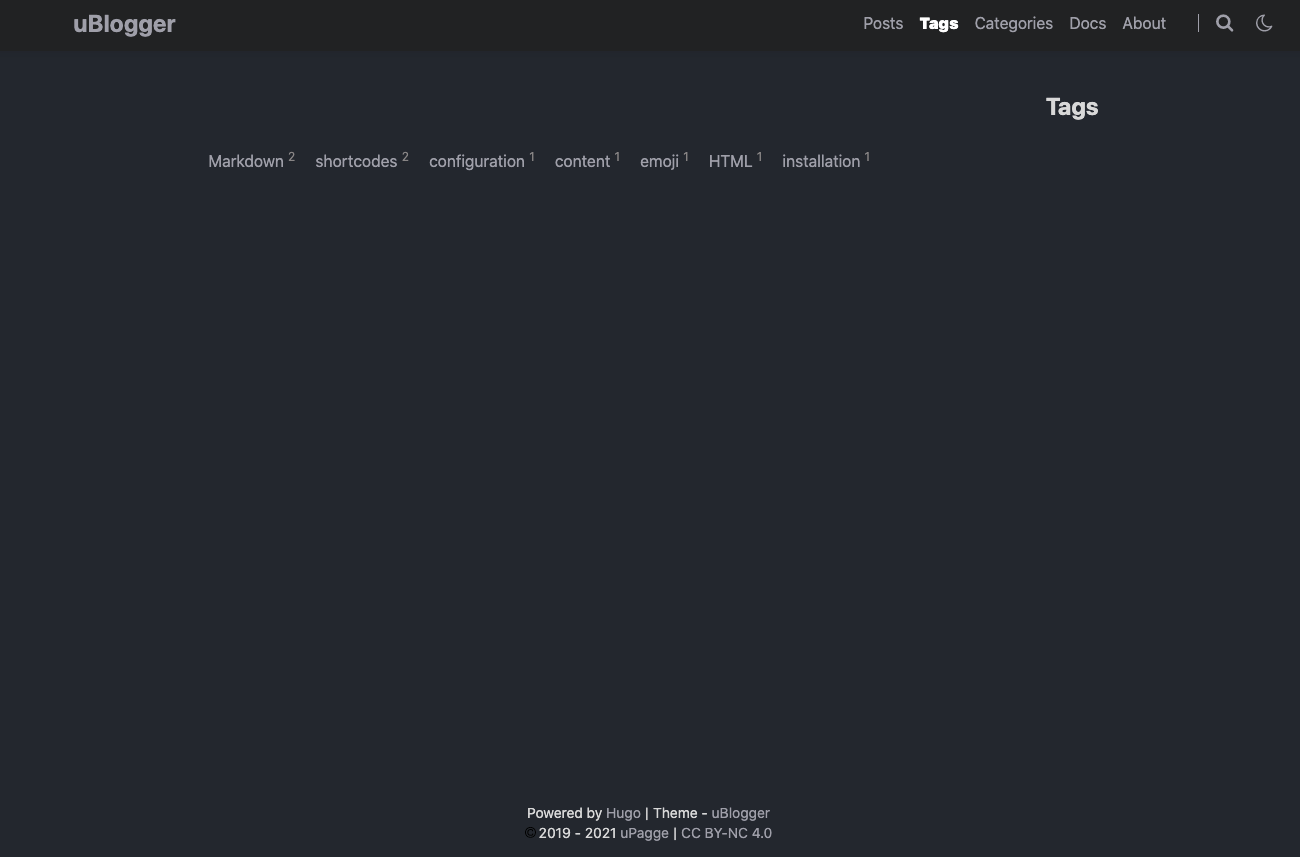 uBlogger Posts Tags Categories Docs About
Tags
Markdown 2 shortcodes 2 configuration 1 content 1 emoji 1 HTML 1 installation 1
Powered by Hugo | Theme - uBlogger
© 2019 - 2021 uPagge | CC BY-NC 4.0